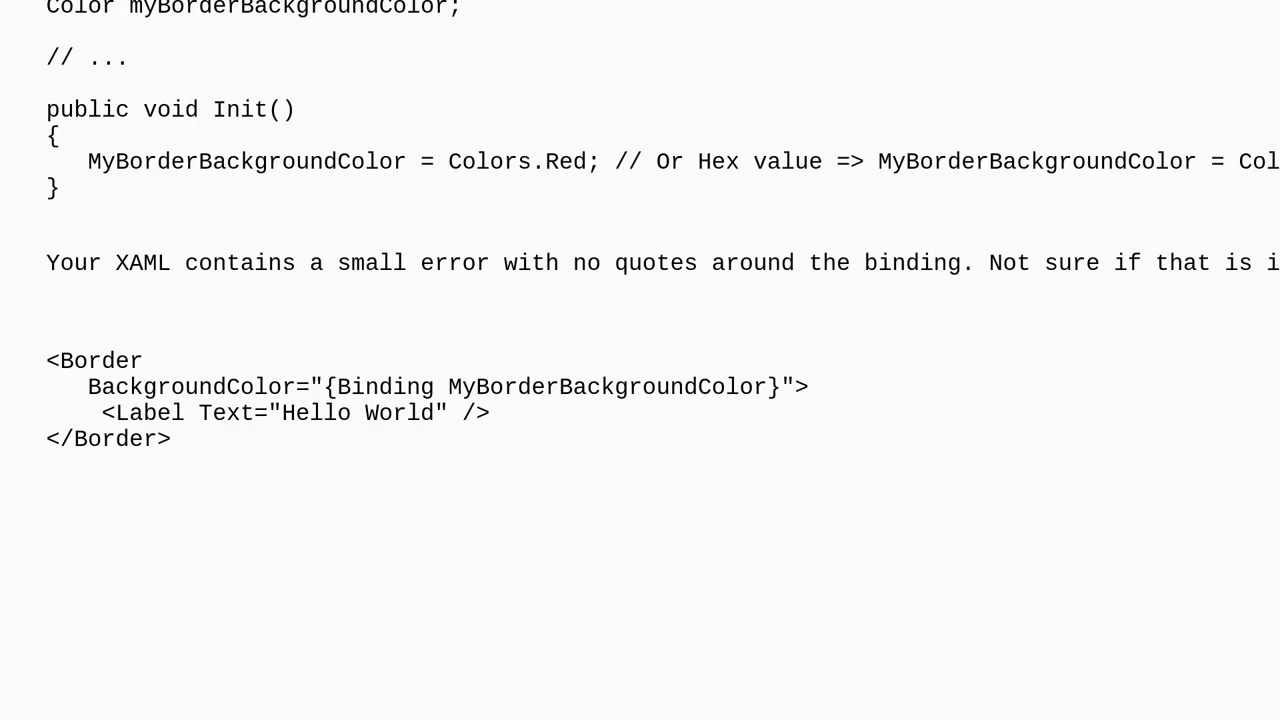 Color myBorderBackgroundColor;
// ...
public void Init()
{
   MyBorderBackgroundColor = Colors.Red; // Or Hex value => MyBorderBackgroundColor = Col
}
Your XAML contains a small error with no quotes around the binding. Not sure if that is i
<Border
   BackgroundColor="{Binding MyBorderBackgroundColor}">
    <Label Text="Hello World" />
</Border>